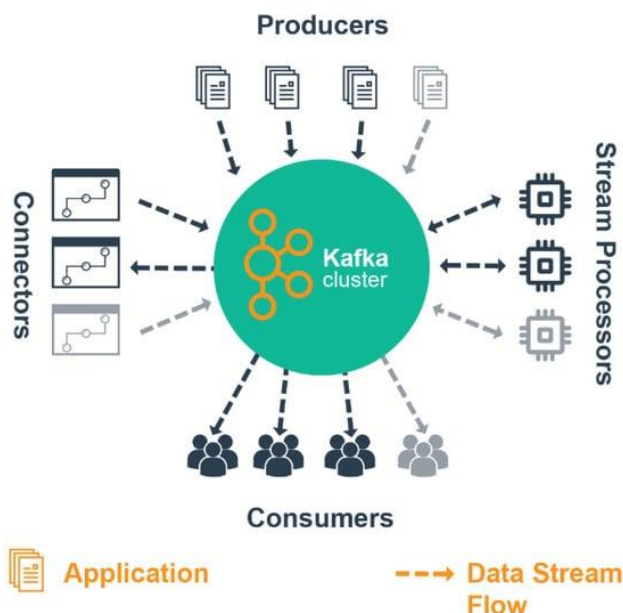 Producers
Connectors
Kafka
cluster
Stream Processors
Consumers
Application
Data Stream
Flow